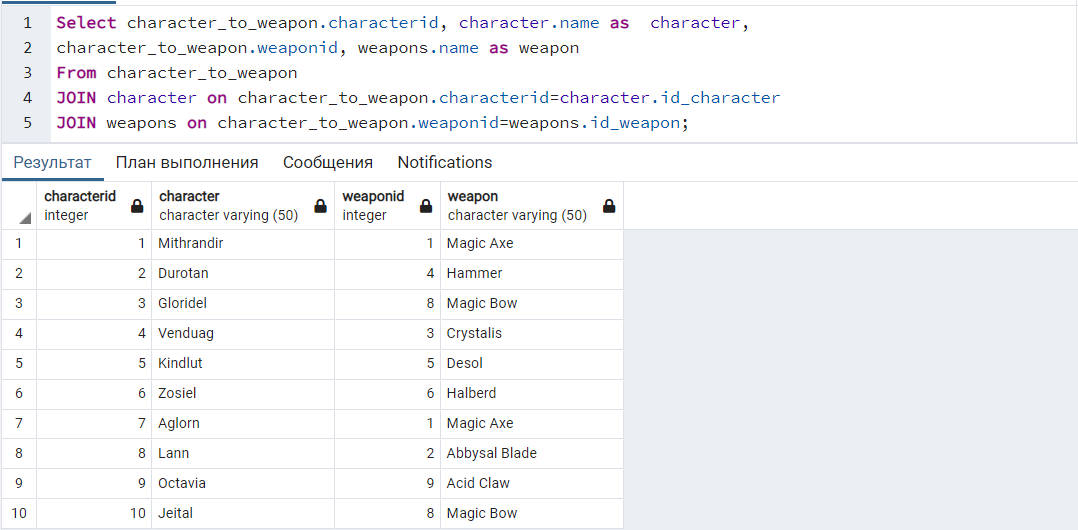 1 Select character_to_weapon.characterid, character.name as  character,
2 character_to_weapon.weaponid, weapons.name as weapon
3 From character_to_weapon
4 JOIN character on character_to_weapon.characterid=character.id_character
5 JOIN weapons on character_to_weapon.weaponid=weapons.id_weapon;
Результат План выполнения Сообщения Notifications
characterid character weaponid weapon
integer character varying (50) integer character varying (50)
1 1 Mithrandir 1 Magic Axe
2 2 Durotan 4 Hammer
3 3 Gloridel 8 Magic Bow
4 4 Venduag 3 Crystalis
5 5 Kindlut 5 Desol
6 6 Zosiel 6 Halberd
7 7 Aglorn 1 Magic Axe
8 8 Lann 2 Abbysal Blade
9 9 Octavia 9 Acid Claw
10 10 Jeital 8 Magic Bow